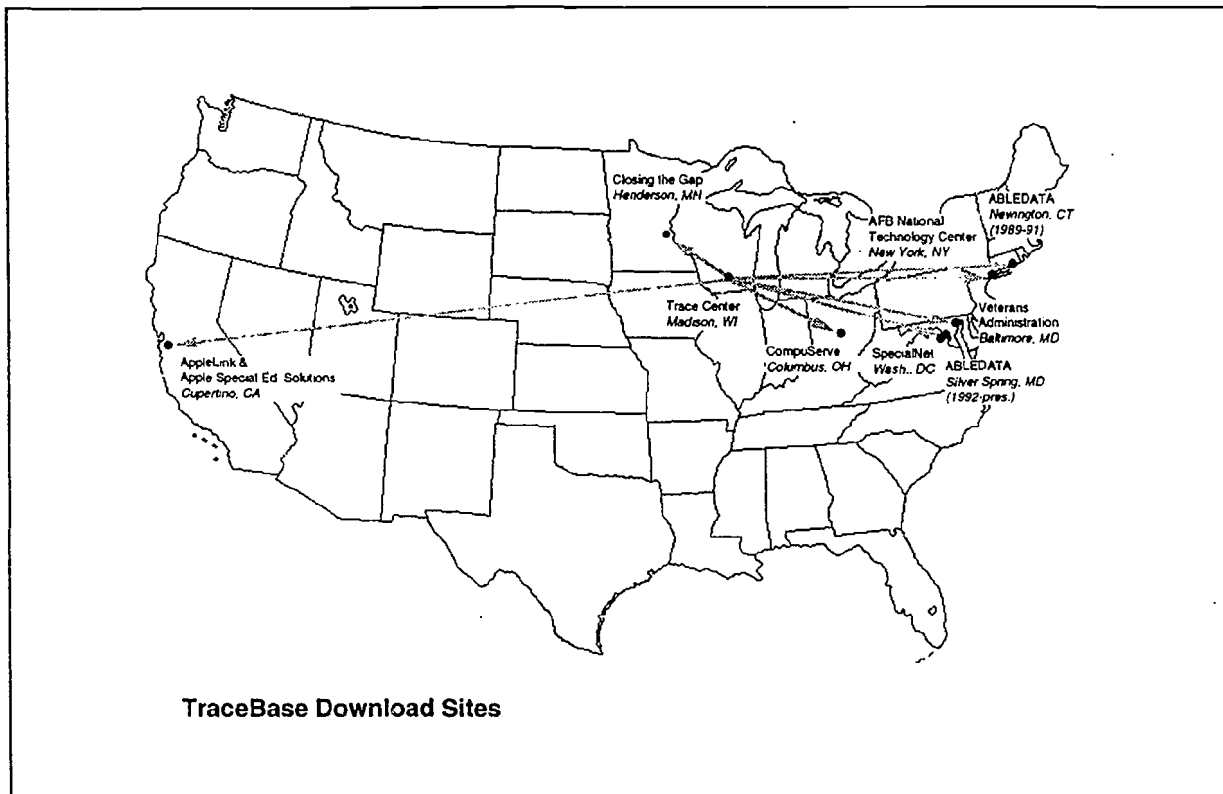 Closing the Gap
Henderson, MN
ABLEDATA
Newington, CT
(1989-91)
AFB National
Technology Center
New York, NY
Trace Center
Madison, WI
Veterans
Administration
Baltimore, MD
CompuServe
Columbus, OH
SpecialNet
Wash., DC
ABLEDATA
Silver Spring, MD
(1992-pres.)
AppleLink &
Apple Special Ed Solutions
Cupertino, CA
TraceBase Download Sites